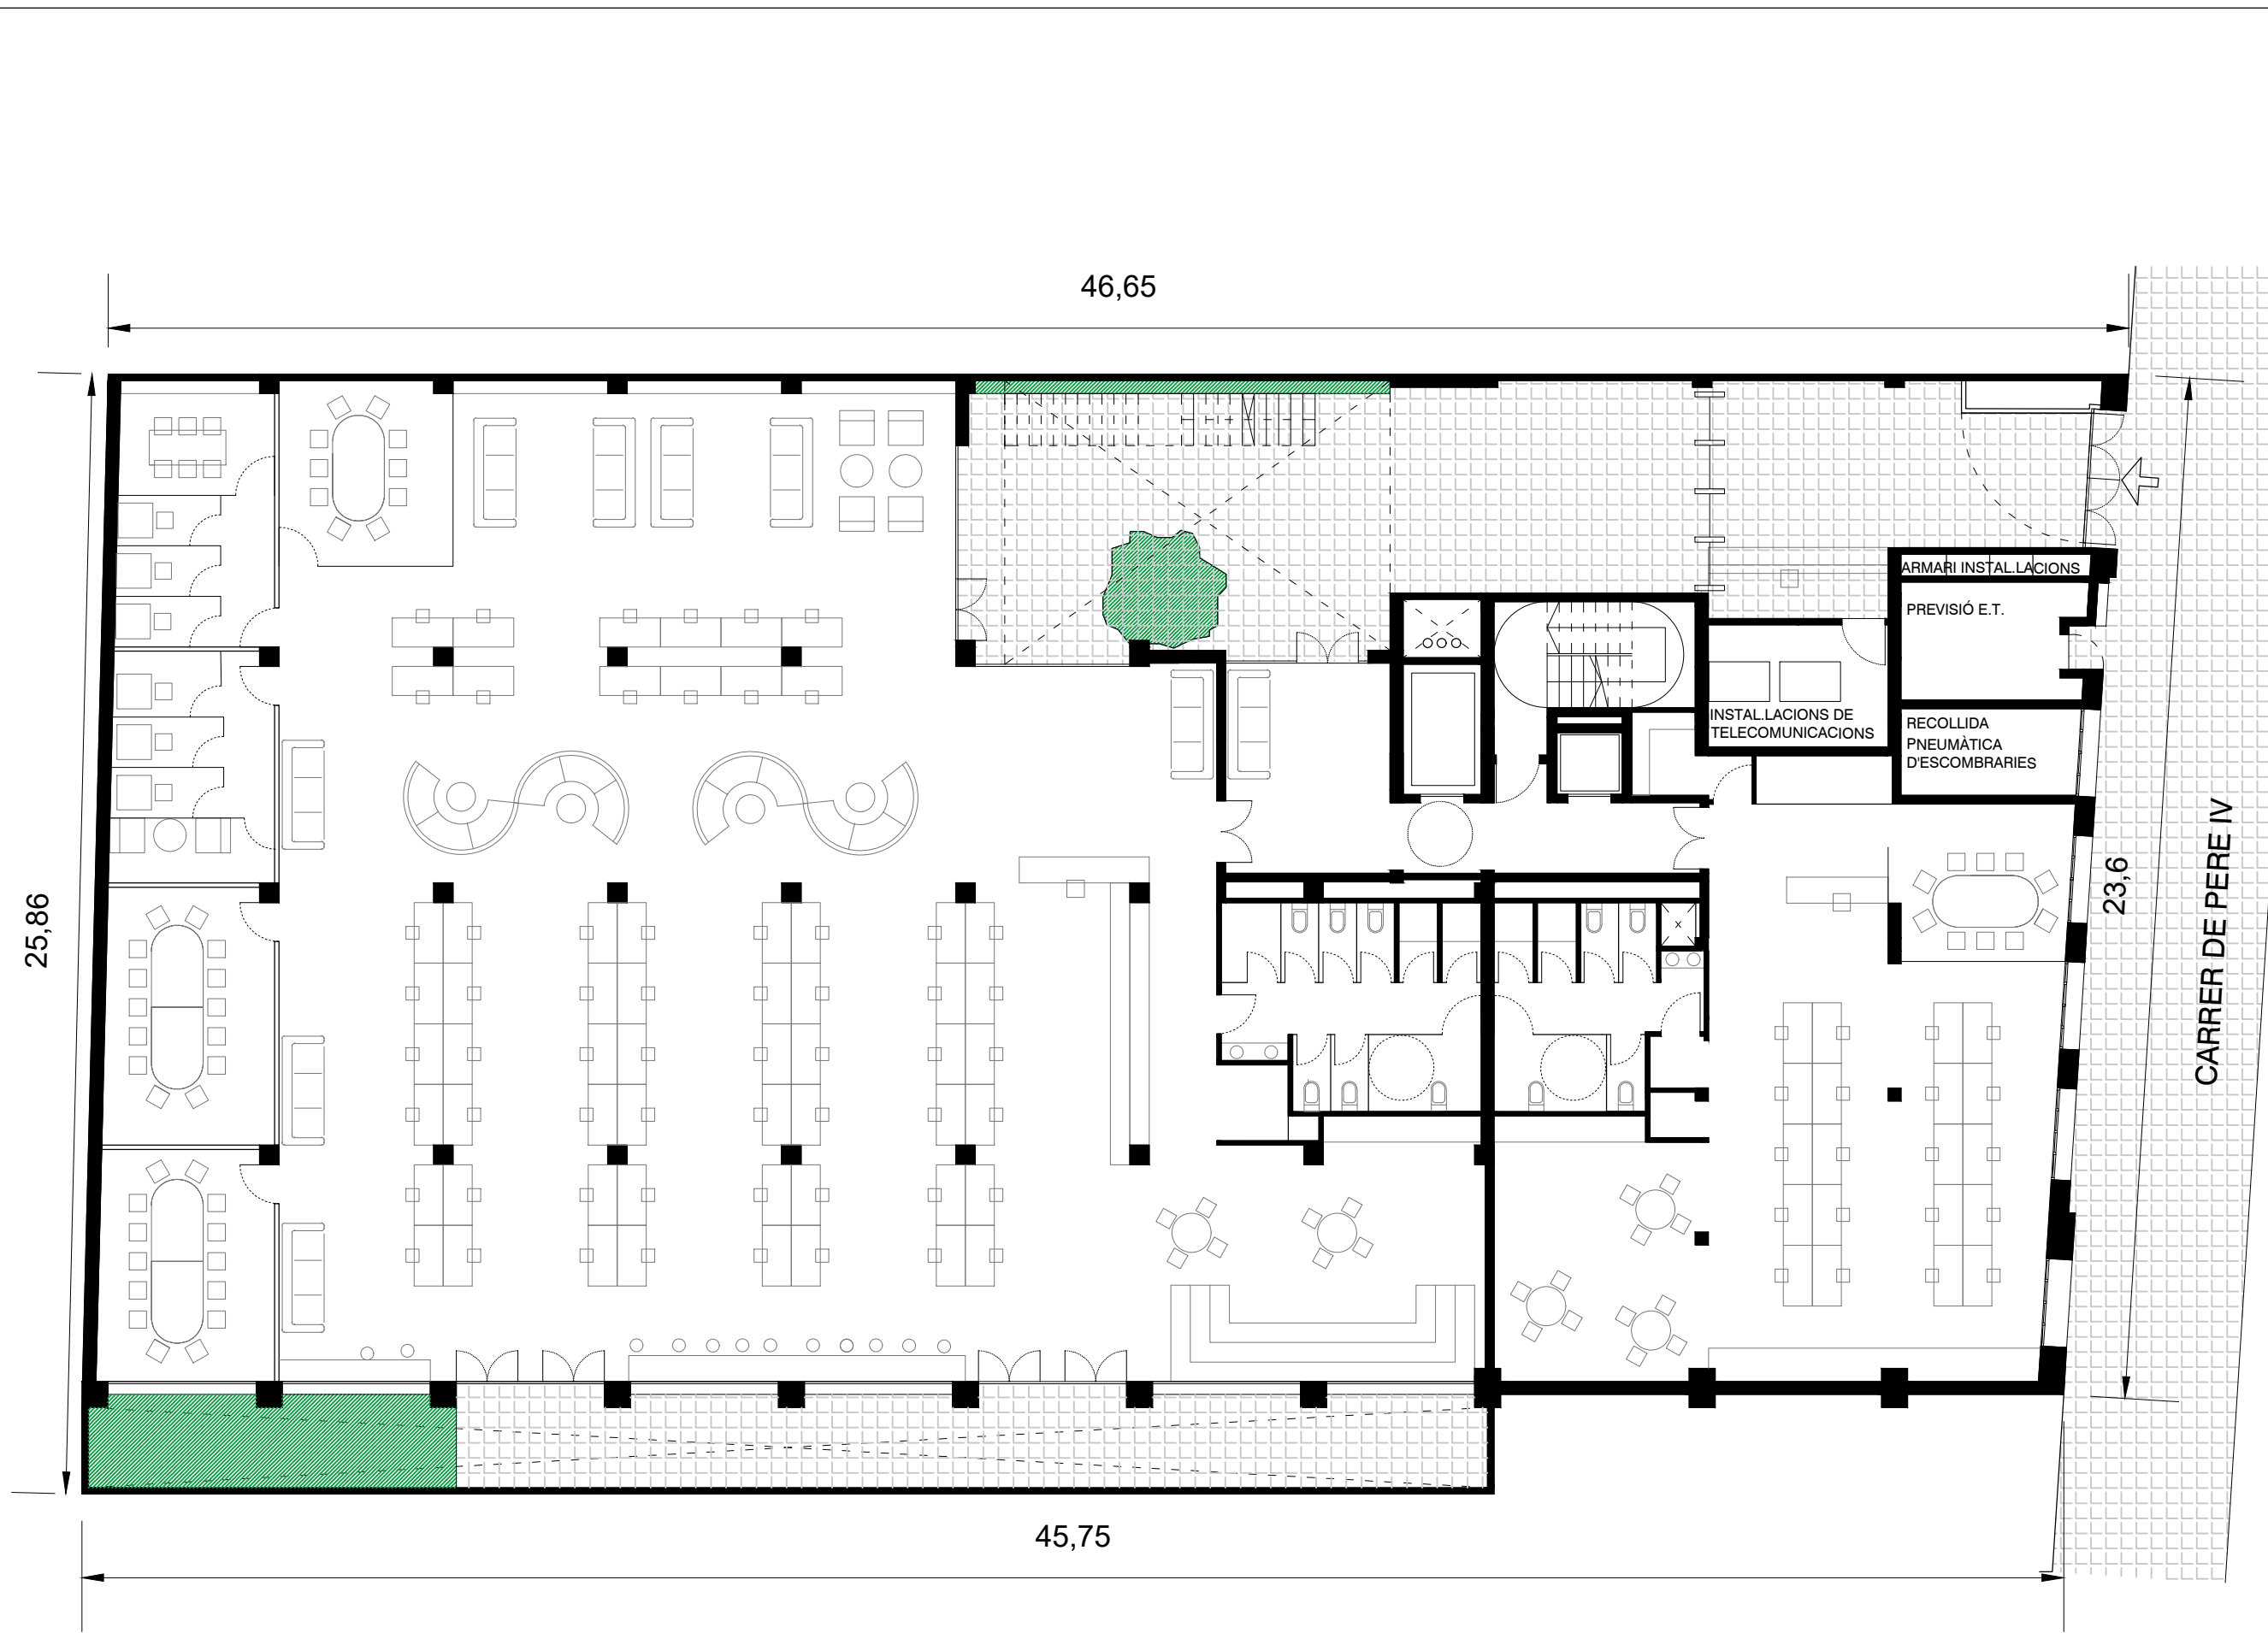 46,65
ARMARI INSTAL.LACIONS
PREVISIÓ E.T.
INSTAL.LACIONS DE
TELECOMUNICACIONS
RECOLLIDA
PNEUMÀTICA
D'ESCOMBRARIES
25,86
23,6
CARRER DE PERE IV
45,75